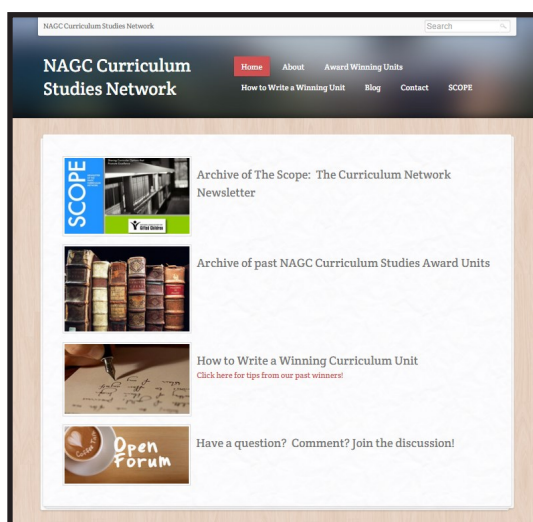 NAGC Curriculum Studies Network
Search
NAGC Curriculum
Studies Network
Home About Award Winning Units
How to Write a Winning Unit Blog Contact SCOPE
SCOPE
Gifted Children
Archive of The Scope: The Curriculum Network
Newsletter
Archive of past NAGC Curriculum Studies Award Units
How to Write a Winning Curriculum Unit
Click here for tips from our past winners!
Open
Forum
Have a question? Comment? Join the discussion!